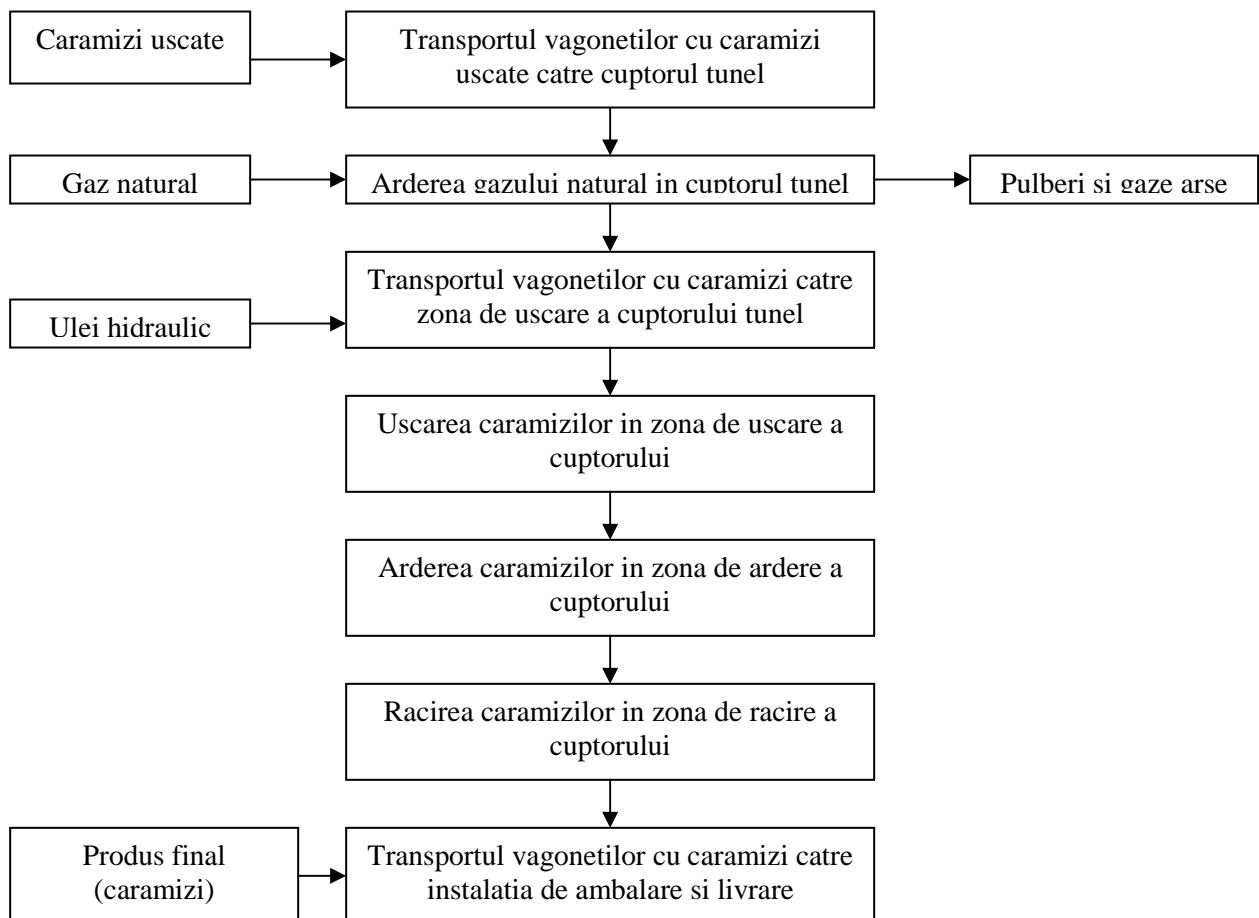 Caramizi uscate
Transportul vagonetilor cu caramizi
uscate catre cuptorul tunel
Gaz natural
Arderea gazului natural in cuptorul tunel
Pulberi si gaze arse
Transportul vagonetilor cu caramizi catre
zona de uscare a cuptorului tunel
Ulei hidraulic
Uscarea caramizilor in zona de uscare a
cuptorului
Arderea caramizilor in zona de ardere a
cuptorului
Racirea caramizilor in zona de racire a
cuptorului
Produs final
(caramizi)
Transportul vagonetilor cu caramizi catre
instalatia de ambalare si livrare